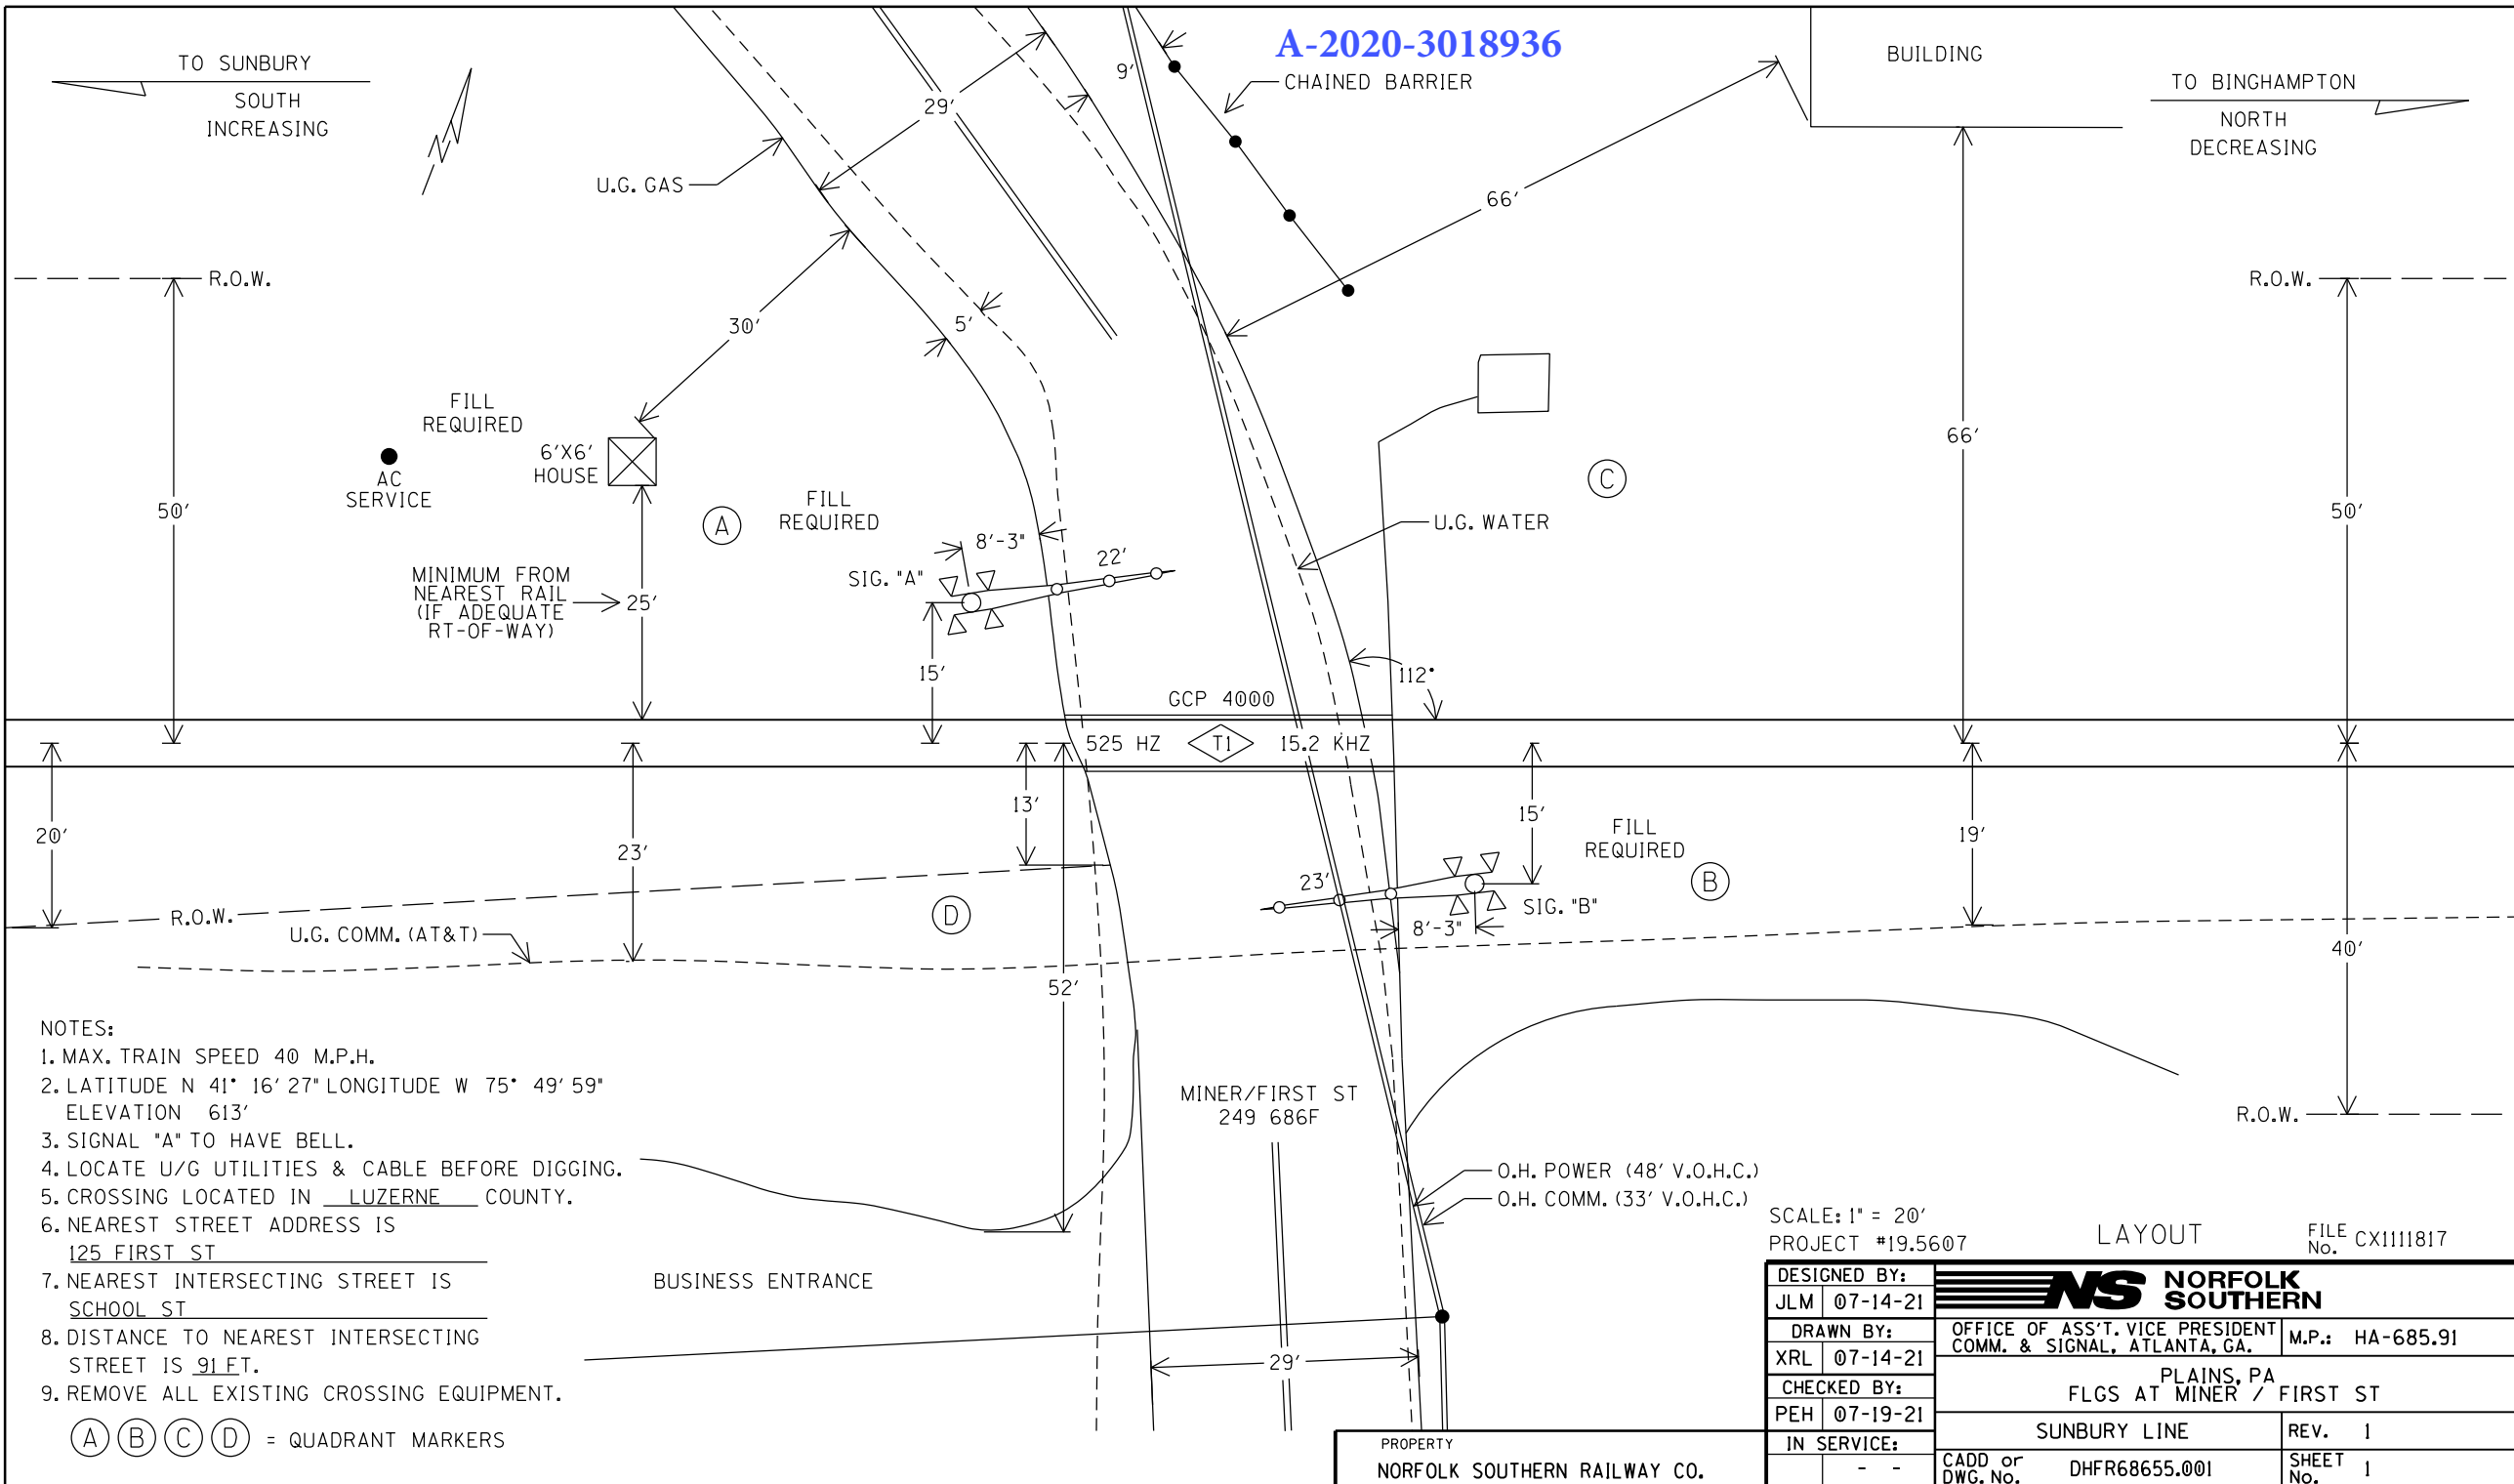 A-2020-3018936
TO SUNBURY
SOUTH
INCREASING
N
U.G. GAS
29'
9'
CHAINED BARRIER
BUILDING
TO BINGHAMPTON
NORTH
DECREASING
66'
R.O.W.
R.O.W.
30'
5'
FILL
REQUIRED
6'X6'
HOUSE
AC
SERVICE
50'
A
FILL
REQUIRED
C
66'
50'
U.G. WATER
8'-3"
22'
SIG. "A"
MINIMUM FROM
NEAREST RAIL
(IF ADEQUATE
RT-OF-WAY)
25'
15'
112°
GCP 4000
525 HZ T1 15.2 KHZ
20'
23'
13'
15'
FILL
REQUIRED
19'
23'
B
SIG. "B"
8'-3"
R.O.W.
D
U.G. COMM. (AT&T)
40'
52'
NOTES:
1. MAX. TRAIN SPEED 40 M.P.H.
2. LATITUDE N 41° 16' 27" LONGITUDE W 75° 49' 59"
ELEVATION 613'
3. SIGNAL "A" TO HAVE BELL.
4. LOCATE U/G UTILITIES & CABLE BEFORE DIGGING.
5. CROSSING LOCATED IN LUZERNE COUNTY.
6. NEAREST STREET ADDRESS IS
125 FIRST ST
7. NEAREST INTERSECTING STREET IS
SCHOOL ST
8. DISTANCE TO NEAREST INTERSECTING
STREET IS 91 FT.
9. REMOVE ALL EXISTING CROSSING EQUIPMENT.
A B C D = QUADRANT MARKERS
MINER/FIRST ST
249 686F
R.O.W.
O.H. POWER (48' V.O.H.C.)
O.H. COMM. (33' V.O.H.C.)
BUSINESS ENTRANCE
29'
SCALE: 1" = 20'
PROJECT #19.5607
LAYOUT
FILE No. CX1111817
DESIGNED BY:
JLM 07-14-21
DRAWN BY:
XRL 07-14-21
CHECKED BY:
PEH 07-19-21
IN SERVICE:
- -
NS NORFOLK
SOUTHERN
OFFICE OF ASS'T. VICE PRESIDENT
COMM. & SIGNAL, ATLANTA, GA.
M.P.: HA-685.91
PLAINS, PA
FLGS AT MINER / FIRST ST
SUNBURY LINE
REV. 1
CADD or
DWG. No. DHFR68655.001
SHEET
No. 1
PROPERTY
NORFOLK SOUTHERN RAILWAY CO.